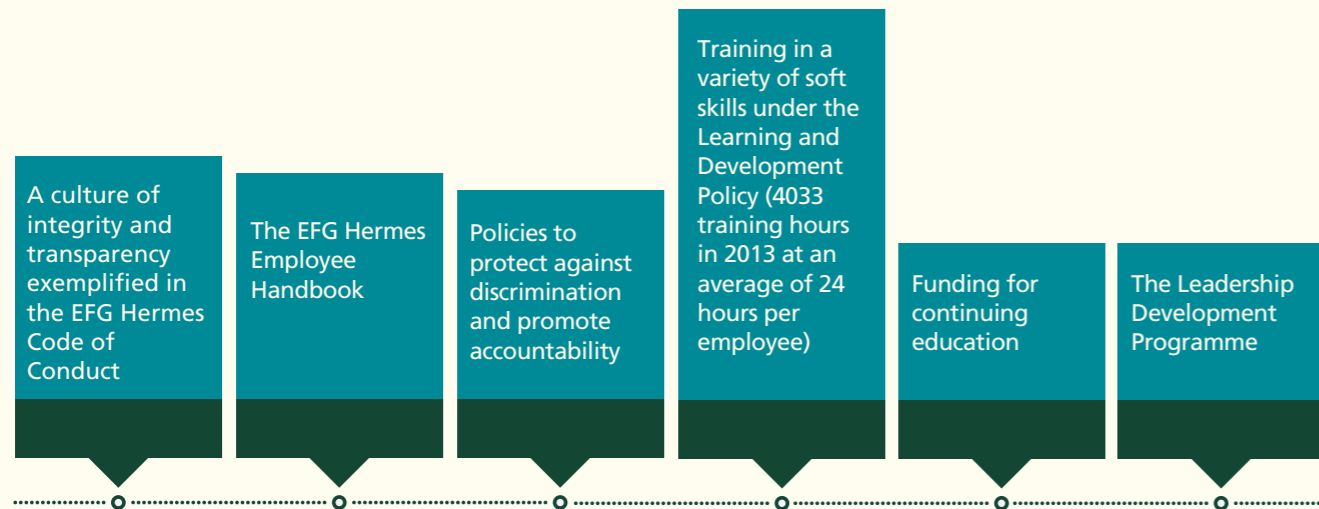 A culture of
integrity and
transparency
exemplified in
the EFG Hermes
Code of
Conduct
The EFG Hermes
Employee
Handbook
Policies to
protect against
discrimination
and promote
accountability
Training in a
variety of soft
skills under the
Learning and
Development
Policy (4033
training hours
in 2013 at an
average of 24
hours per
employee)
Funding for
continuing
education
The Leadership
Development
Programme